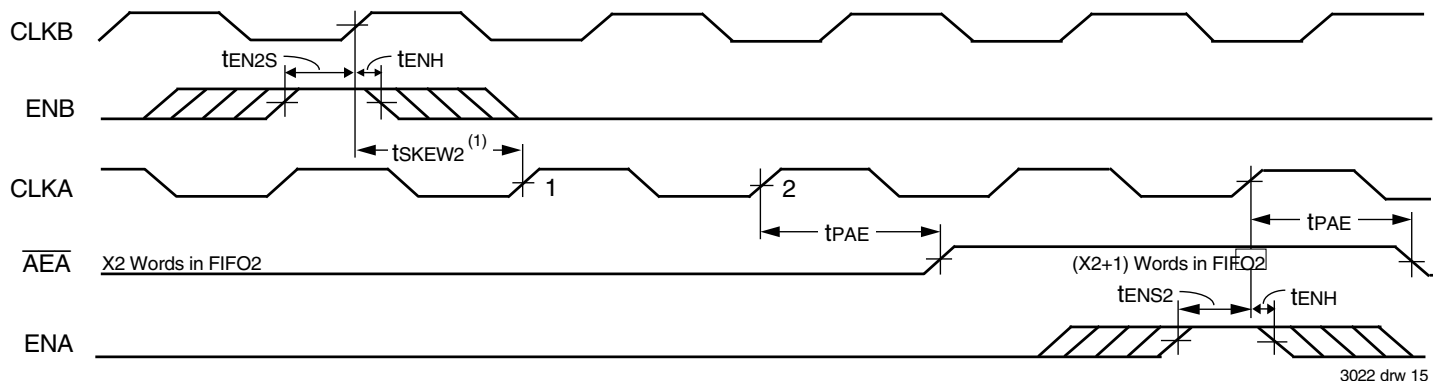 CLKB
tEN2S
tENH
ENB
tSKEW2 (1)
CLKA
1
2
tPAE
tPAE
AEA
X2 Words in FIFO2
(X2+1) Words in FIFO2
tENS2
tENH
ENA
3022 drw 15